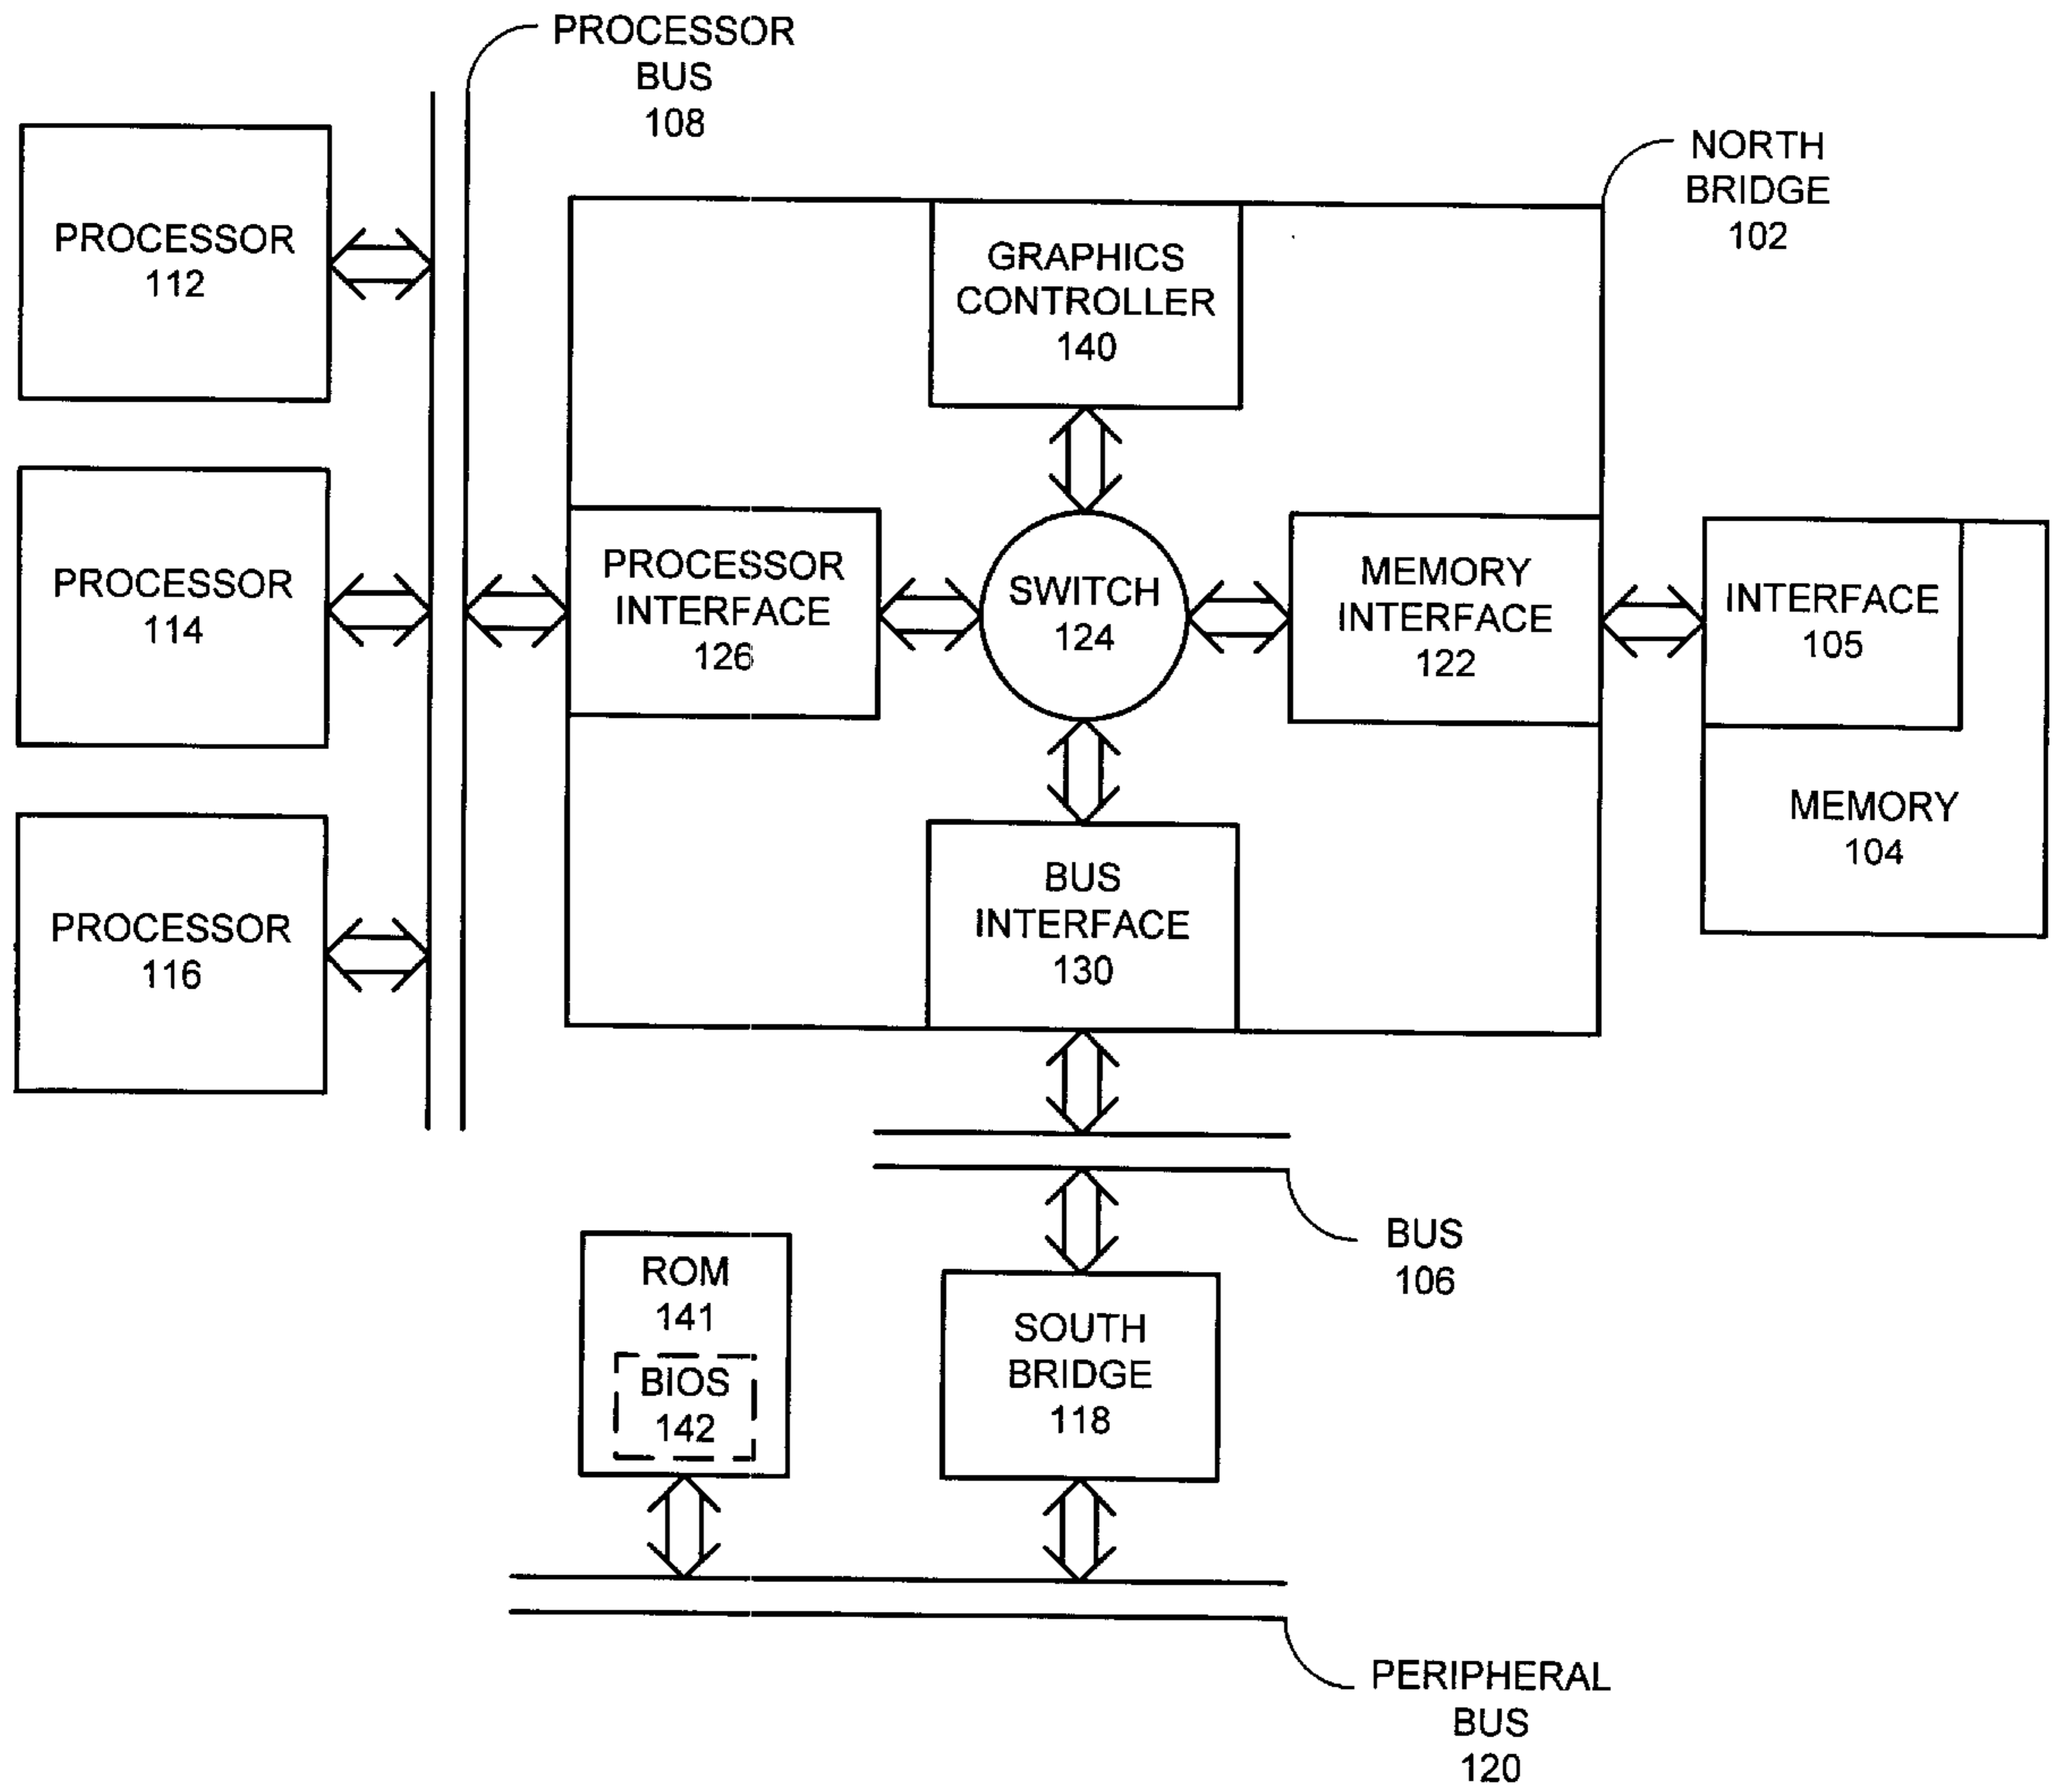 PROCESSOR
BUS
108
NORTH
BRIDGE
102
PROCESSOR
112
GRAPHICS
CONTROLLER
140
PROCESSOR
114
PROCESSOR
INTERFACE
126
SWITCH
124
MEMORY
INTERFACE
122
INTERFACE
105
MEMORY
104
PROCESSOR
116
BUS
INTERFACE
130
BUS
106
ROM
141
BIOS
142
SOUTH
BRIDGE
118
PERIPHERAL
BUS
120